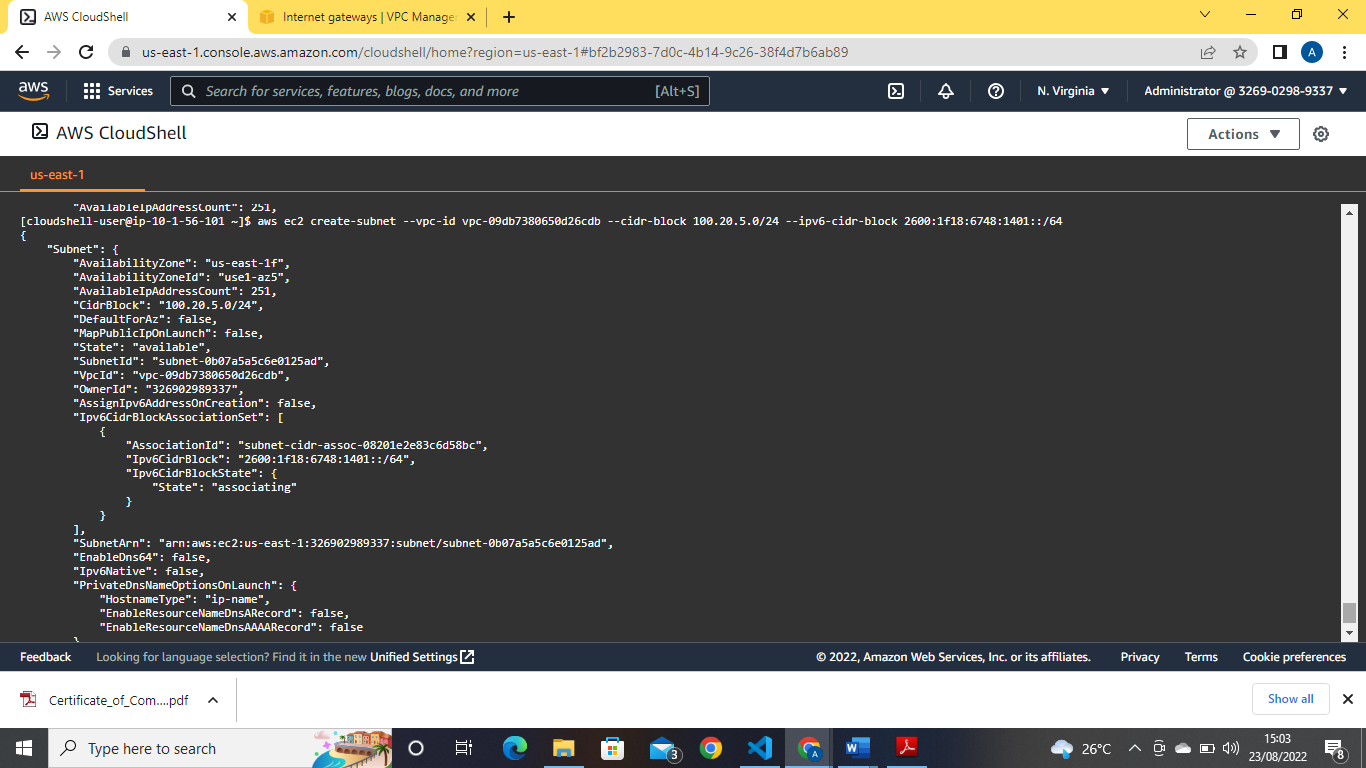 AWS CloudShell
Internet gateways | VPC Manage
us-east-1.console.aws.amazon.com/cloudshell/home?region=us-east-1#bf2b2983-7d0c-4b14-9c26-38f4d7b6ab89
A
aws
Services
Search for services, features, blogs, docs, and more
[Alt+S]
N. Virginia
Administrator @ 3269-0298-9337
AWS CloudShell
Actions
us-east-1
"AvailableIpAddressCount": 251,
[cloudshell-user@ip-10-1-56-101 ~]$ aws ec2 create-subnet --vpc-id vpc-09db7380650d26cdb --cidr-block 100.20.5.0/24 --ipv6-cidr-block 2600:1f18:6748:1401::/64
{
"Subnet": {
"AvailabilityZone": "us-east-1f",
"AvailabilityZoneId": "use1-az5",
"AvailableIpAddressCount": 251,
"CidrBlock": "100.20.5.0/24",
"DefaultForAz": false,
"MapPublicIpOnLaunch": false,
"State": "available",
"SubnetId": "subnet-0b07a5a5c6e0125ad",
"VpcId": "vpc-09db7380650d26cdb",
"OwnerId": "326902989337",
"AssignIpv6AddressOnCreation": false,
"Ipv6CidrBlockAssociationSet": [
{
"AssociationId": "subnet-cidr-assoc-08201e2e83c6d58bc",
"Ipv6CidrBlock": "2600:1f18:6748:1401::/64",
"Ipv6CidrBlockState": {
"State": "associating"
}
}
],
"SubnetArn": "arn:aws:ec2:us-east-1:326902989337:subnet/subnet-0b07a5a5c6e0125ad",
"EnableDns64": false,
"Ipv6Native": false,
"PrivateDnsNameOptionsOnLaunch": {
"HostnameType": "ip-name",
"EnableResourceNameDnsARecord": false,
"EnableResourceNameDnsAAAARecord": false
}
Feedback
Looking for language selection? Find it in the new Unified Settings
© 2022, Amazon Web Services, Inc. or its affiliates.
Privacy
Terms
Cookie preferences
Certificate_of_Com....pdf
Show all
Type here to search
3
A
26°C
15:03
23/08/2022
8